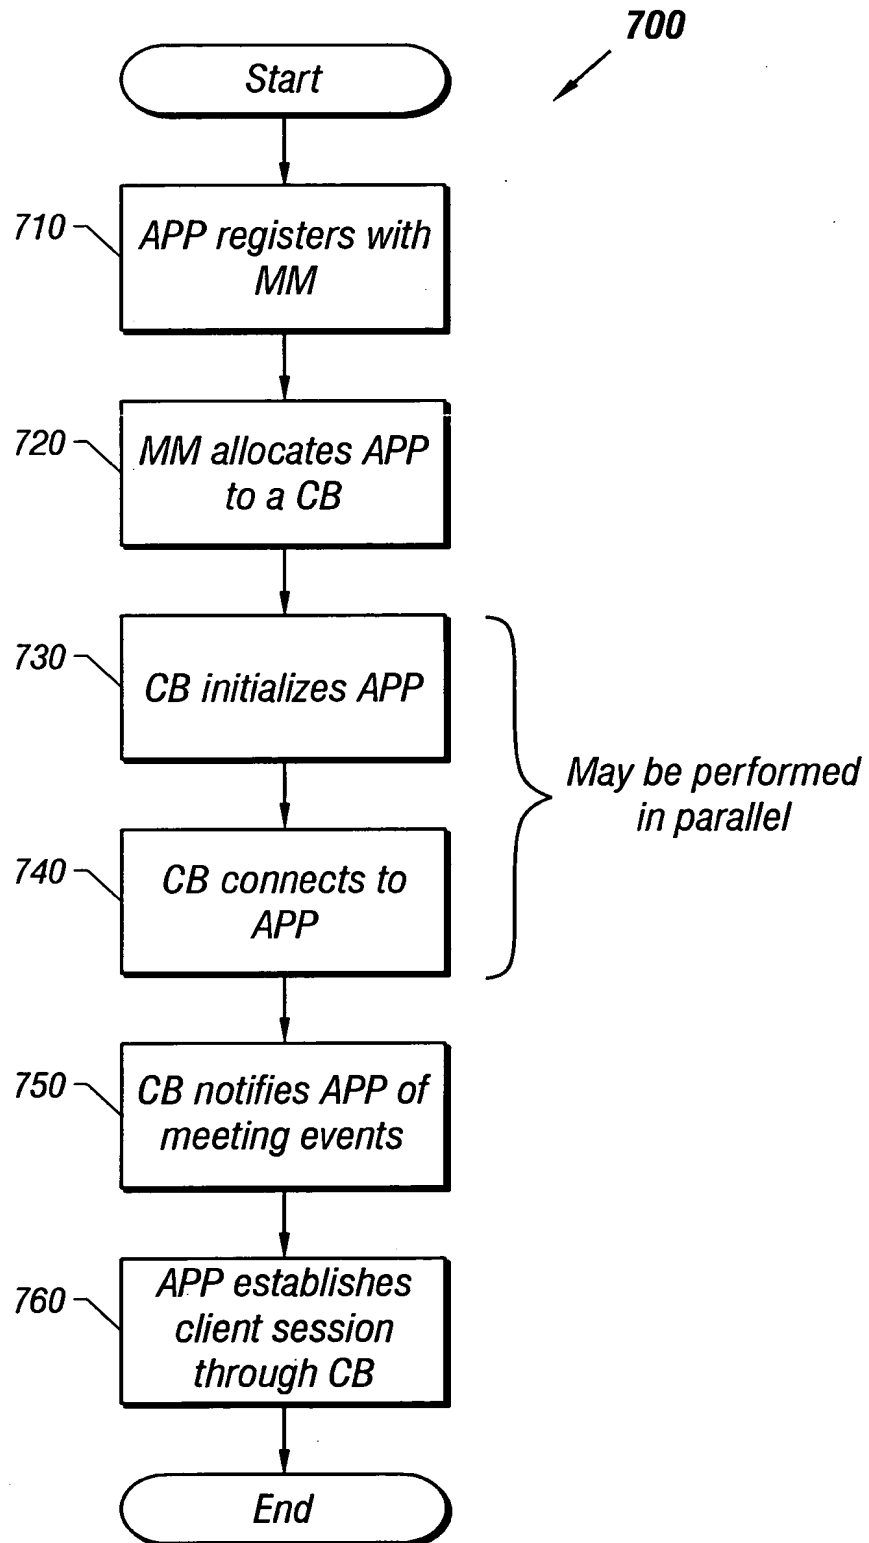 700
Start
710
APP registers with
MM
720
MM allocates APP
to a CB
730
CB initializes APP
May be performed
in parallel
740
CB connects to
APP
750
CB notifies APP of
meeting events
760
APP establishes
client session
through CB
End